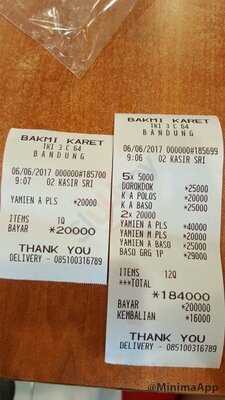 BAKMI KARET
TKI 3 C 64
BANDUNG
06/06/2017 000000#185700
9:07 02 KASIR SRI
YAMIEN A PLS *20000
ITEMS 1Q
BAYAR *20000
THANK YOU
DELIVERY - 085100316789
BAKMI KARET
TKI 3 C 64
BANDUNG
06/06/2017 000000#185699
9:06 02 KASIR SRI
5x 5000
DOROKDOK *25000
K A POLOS *20000
K A BASO *25000
2x 20000
YAMIEN A PLS *40000
YAMIEN M PLS *20000
YAMIEN A BASO *25000
BASO GRG 1P *29000
ITEMS 12Q
***TOTAL
*184000
BAYAR *200000
KEMBALIAN *16000
THANK YOU
DELIVERY - 085100316789
@MinimaApp